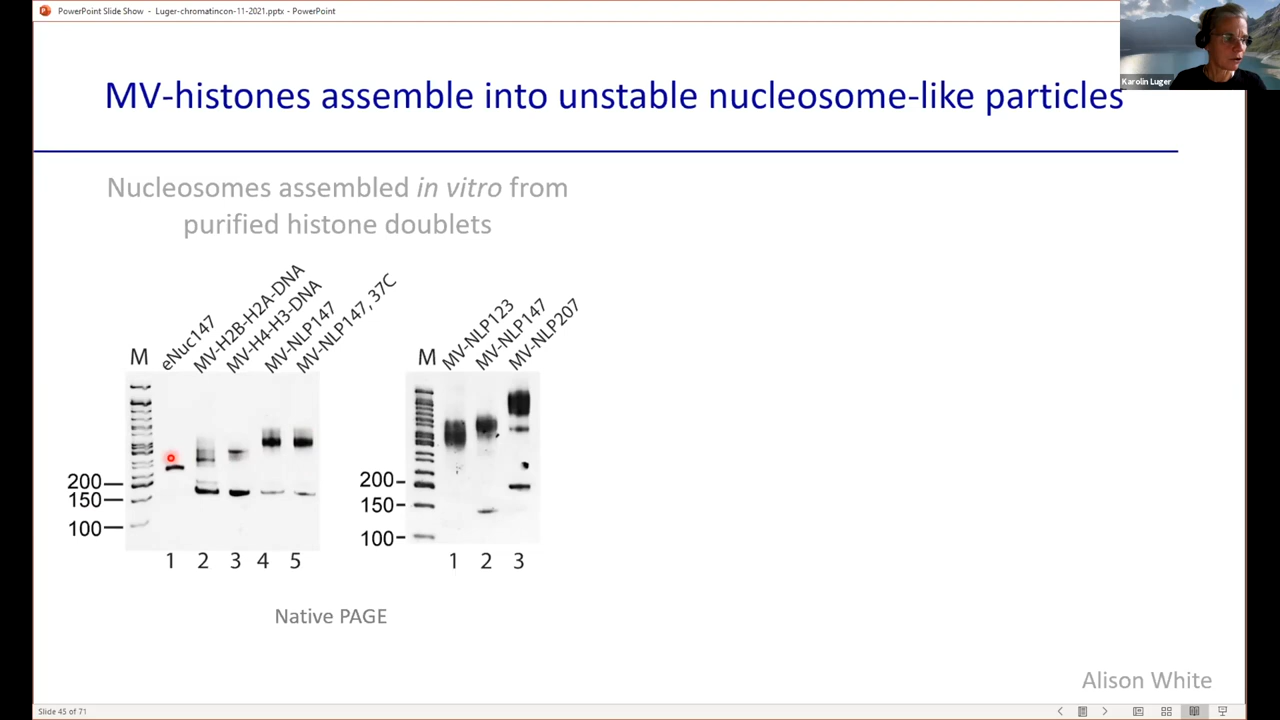 PowerPoint Slide Show - Luger-chromatincon-11-2021.pptx - PowerPoint
Karolin Luger
MV-histones assemble into unstable nucleosome-like particles
Nucleosomes assembled in vitro from
purified histone doublets
M
eNuc147
MV-H2B-H2A-DNA
MV-H4-H3-DNA
MV-NLP147
MV-NLP147, 37C
200
150
100
1 2 3 4 5
M
MV-NLP123
MV-NLP147
MV-NLP207
200
150
100
1 2 3
Native PAGE
Alison White
Slide 45 of 71